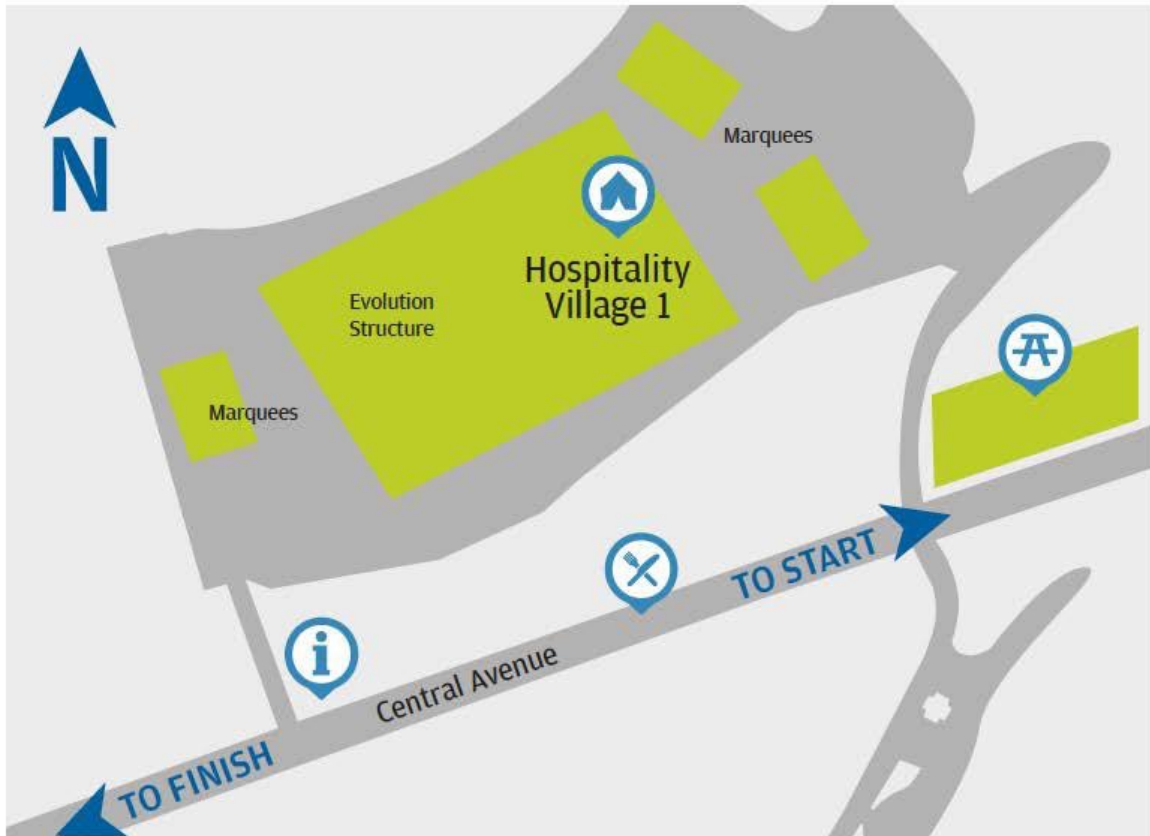 N
Marquees
Hospitality
Village 1
Evolution
Structure
Marquees
TO START
Central Avenue
TO FINISH